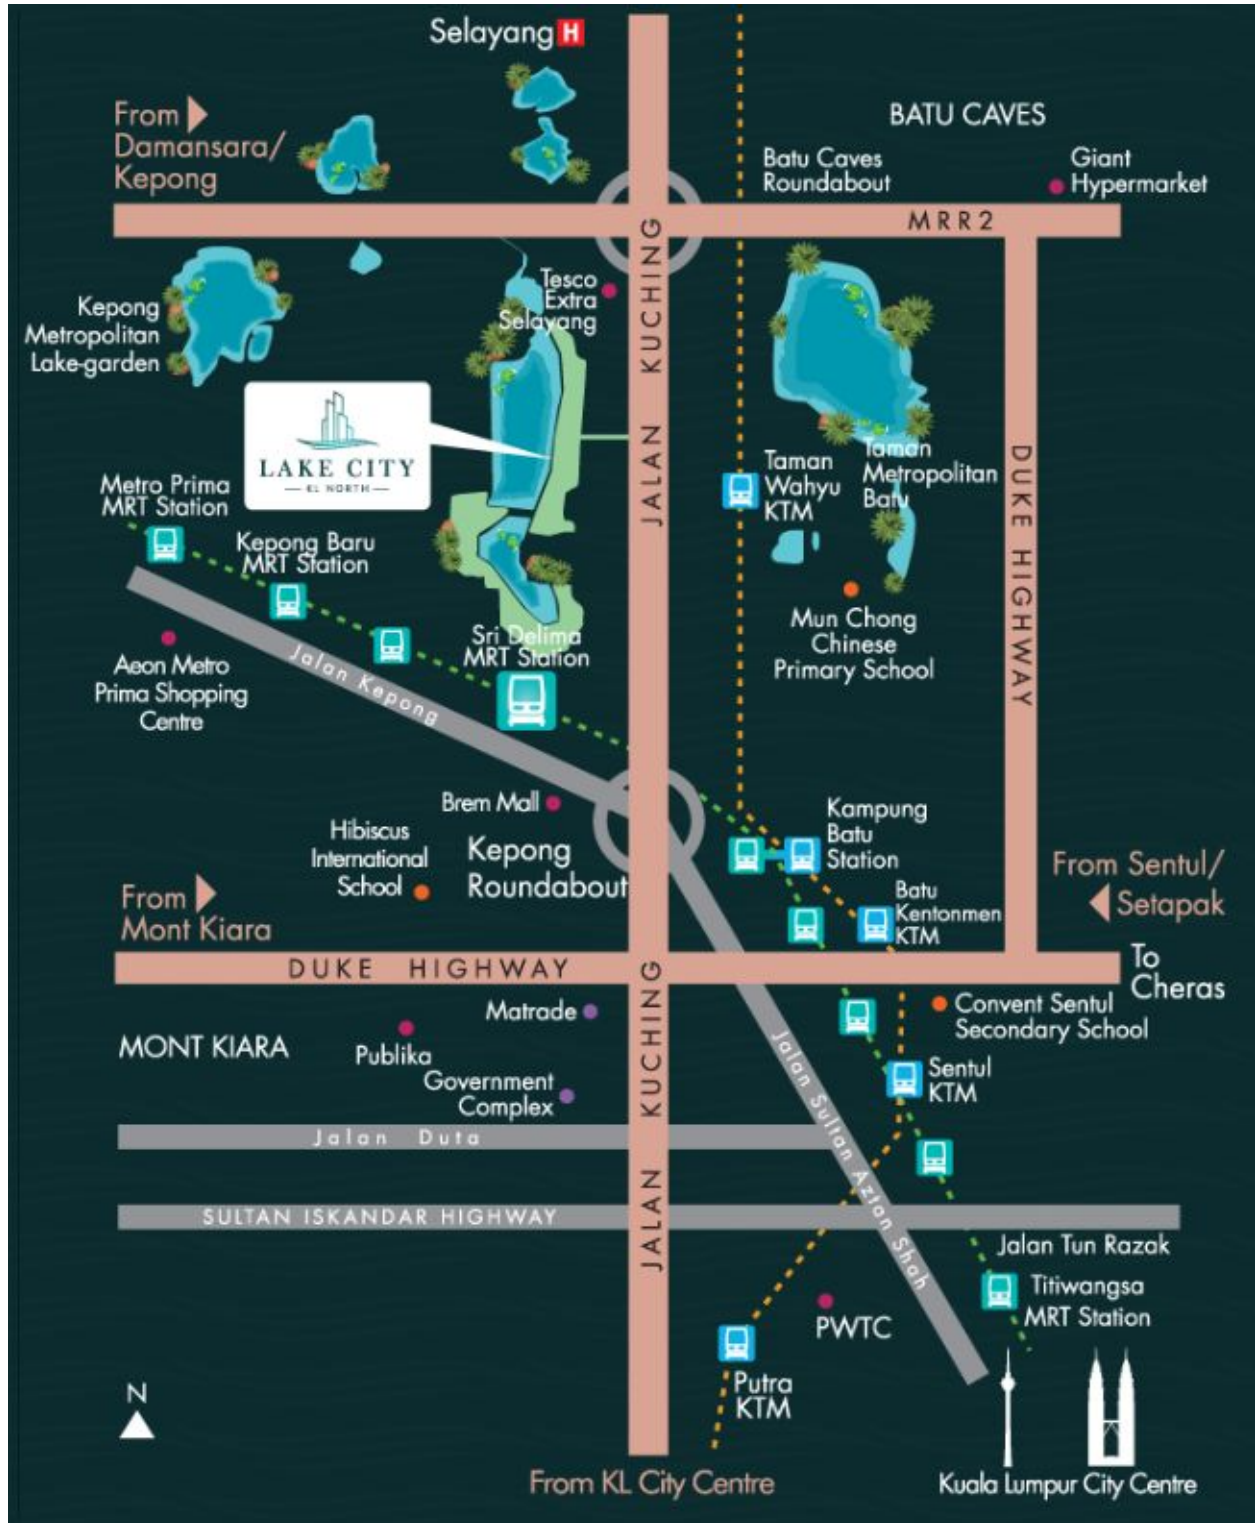 Selayang H
From
Damansara/
Kepong
BATU CAVES
Batu Caves
Roundabout
Giant
Hypermarket
MRR2
JALAN KUCHING
Tesco
Extra
Selayang
Kepong
Metropolitan
Lake-garden
LAKE CITY
KL NORTH
Metro Prima
MRT Station
Kepong Baru
MRT Station
Taman
Wahyu
KTM
Taman
Metropolitan
Batu
DUKE HIGHWAY
Mun Chong
Chinese
Primary School
Sri Delima
MRT Station
Jalan Kepong
Aeon Metro
Prima Shopping
Centre
Brem Mall
Hibiscus
International
School
Kepong
Roundabout
Kampung
Batu
Station
Batu
Kentonmen
KTM
From Sentul/
Setapak
From
Mont Kiara
DUKE HIGHWAY
To
Cheras
JALAN KUCHING
Matrade
Convent Sentul
Secondary School
MONT KIARA
Publika
Government
Complex
Sentul
KTM
Jalan Sultan Azlan Shah
Jalan Duta
SULTAN ISKANDAR HIGHWAY
Jalan Tun Razak
Titiwangsa
MRT Station
PWTC
Putra
KTM
N
From KL City Centre
Kuala Lumpur City Centre